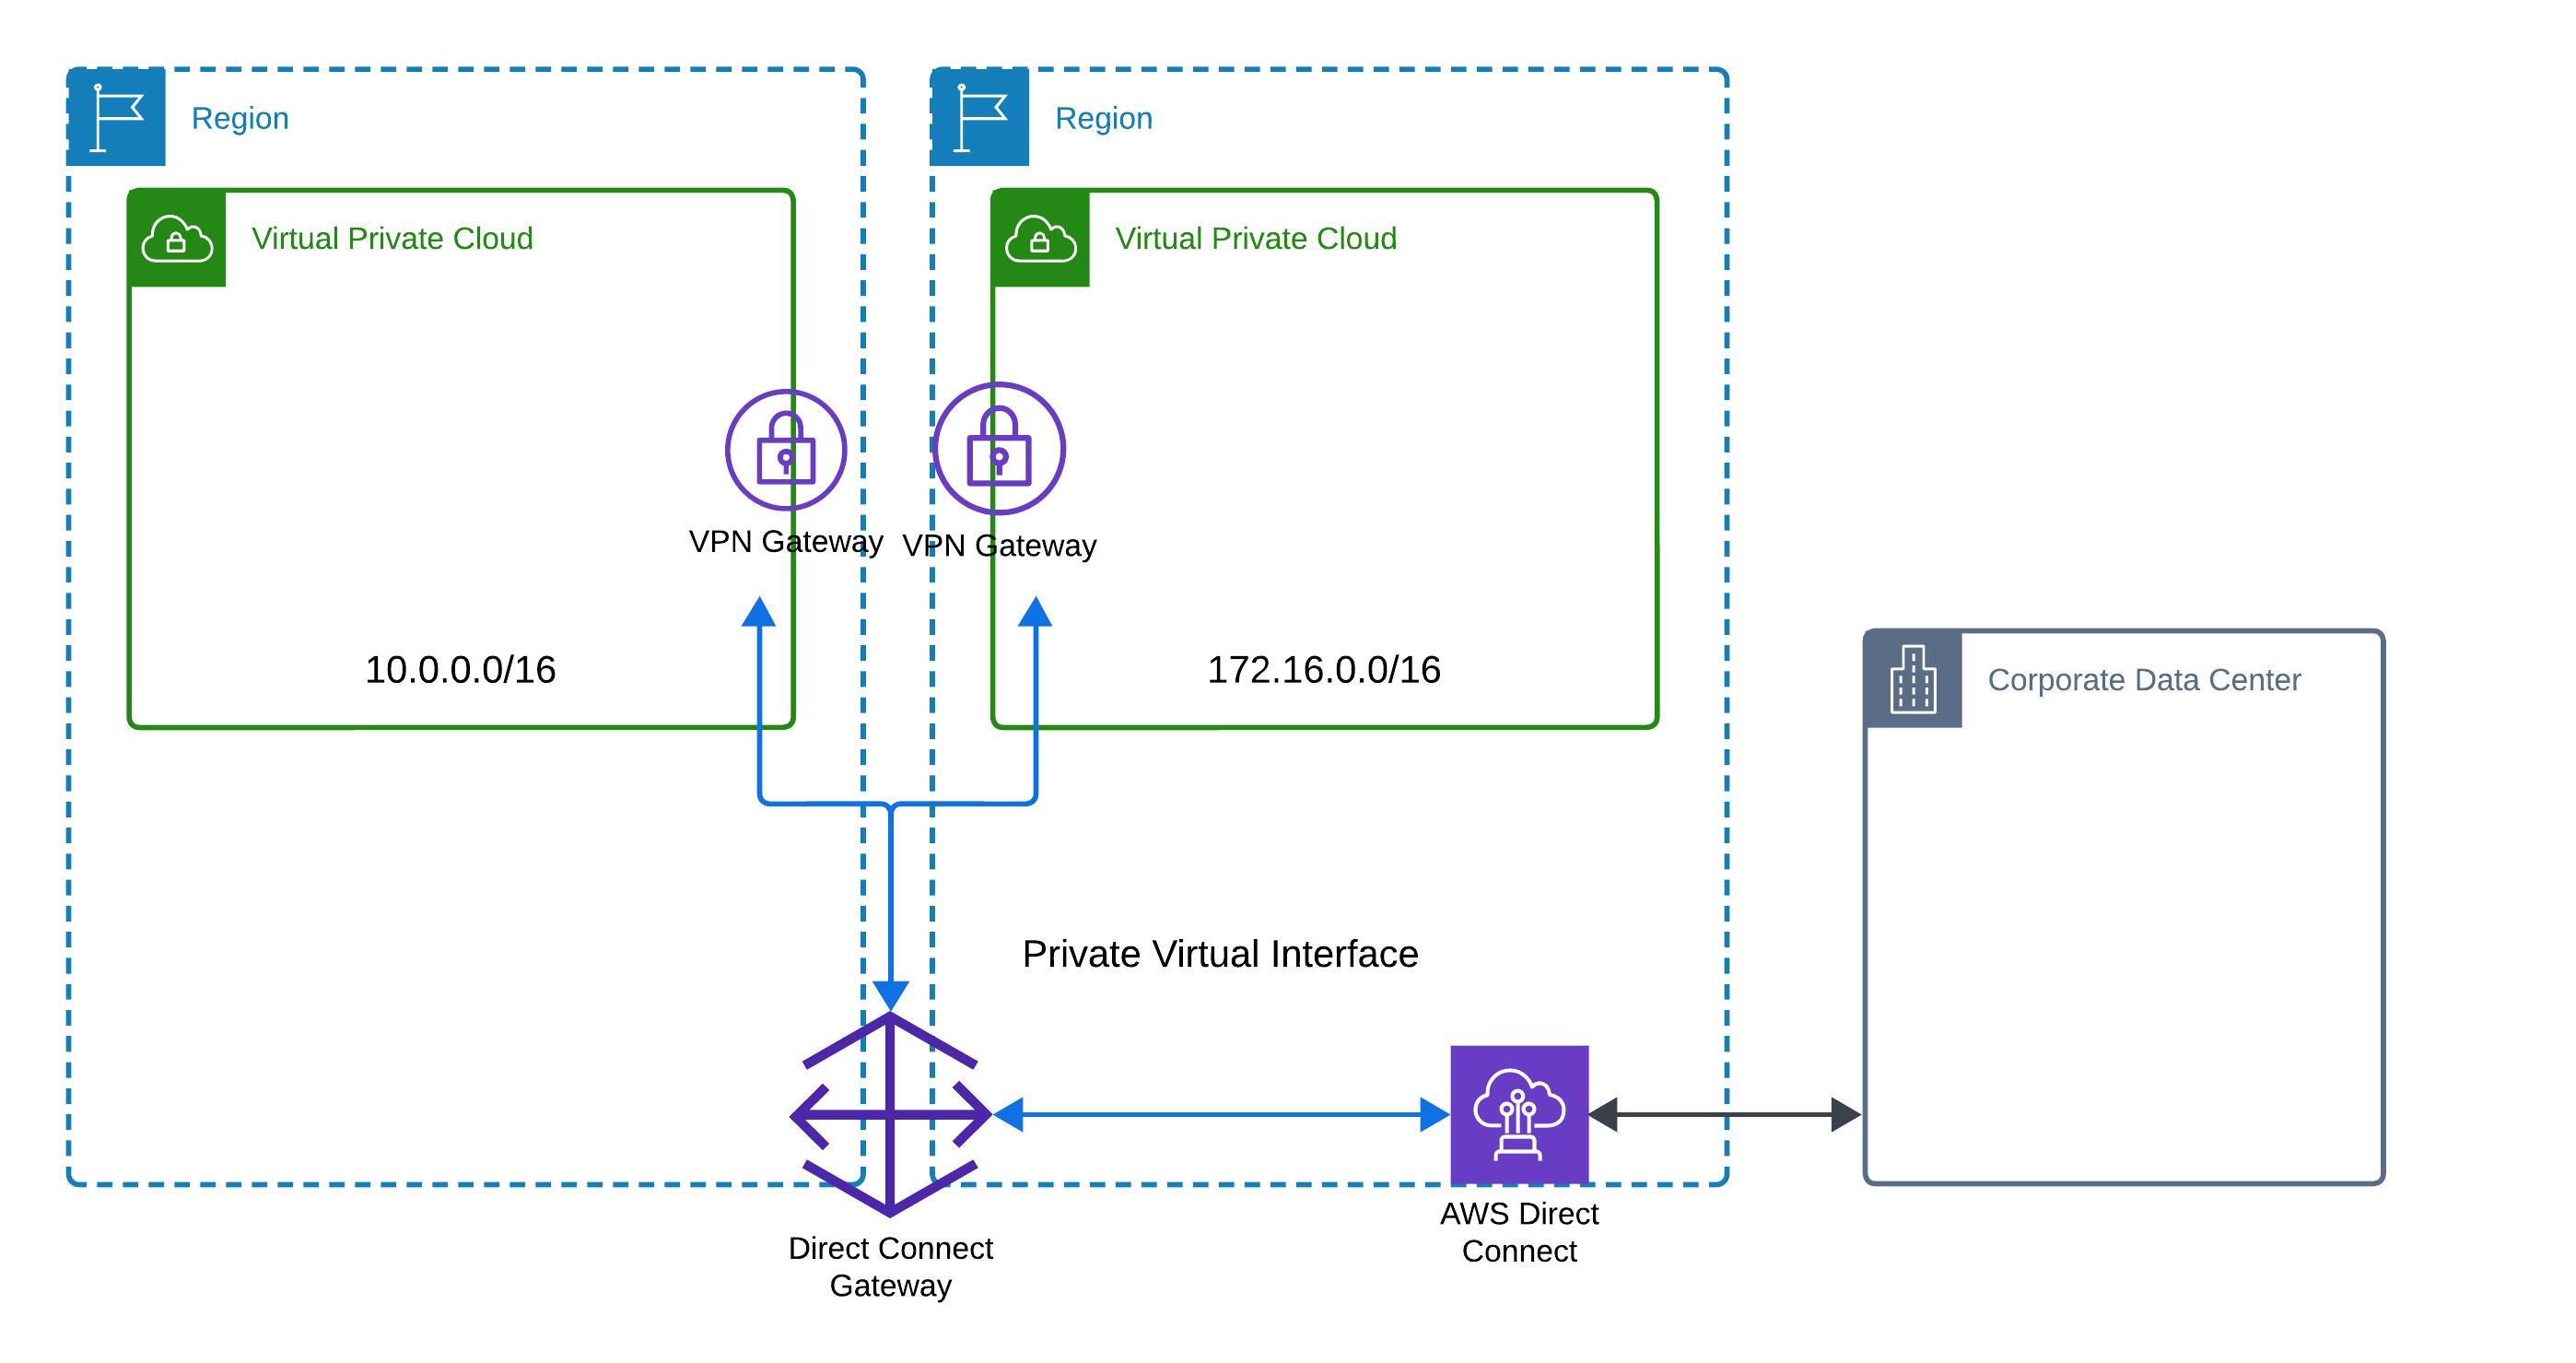 Region
Region
Virtual Private Cloud
Virtual Private Cloud
VPN Gateway
VPN Gateway
10.0.0.0/16
172.16.0.0/16
Corporate Data Center
Private Virtual Interface
AWS Direct
Connect
Direct Connect
Gateway